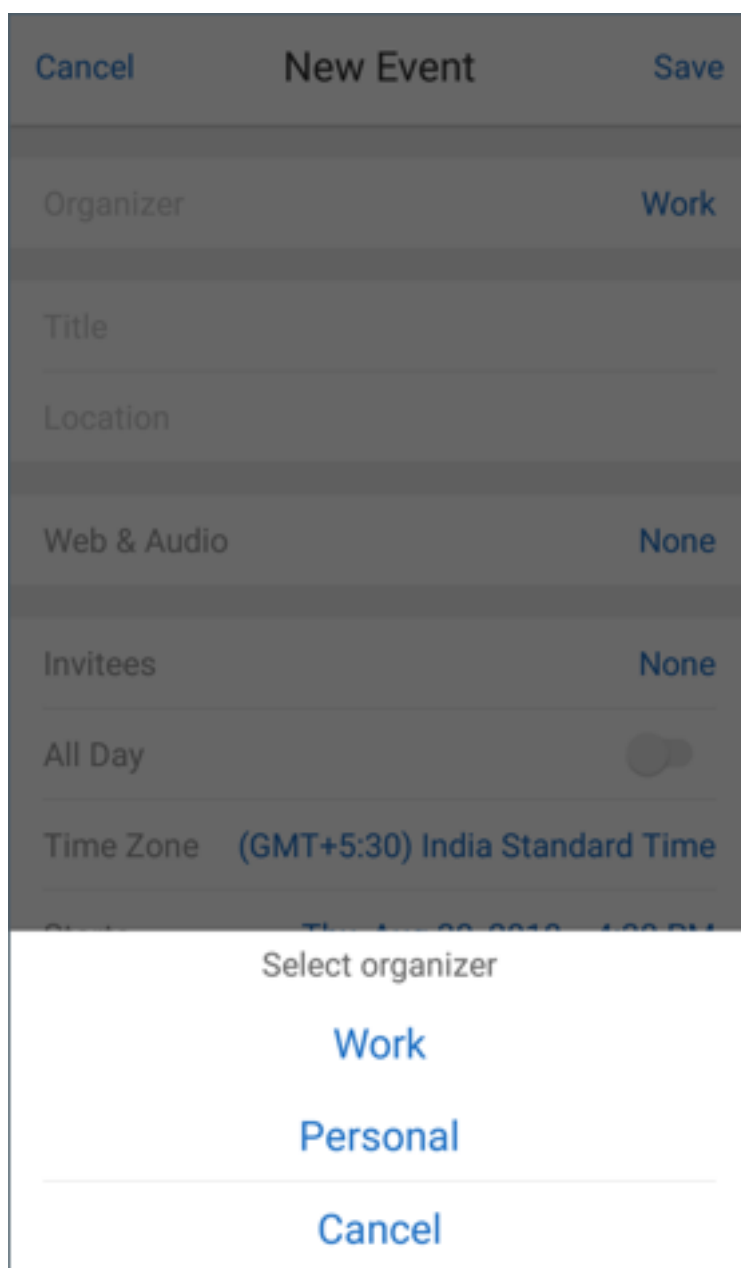 Cancel New Event Save
Organizer Work
Title
Location
Web & Audio None
Invitees None
All Day
Time Zone (GMT+5:30) India Standard Time
Select organizer
Work
Personal
Cancel